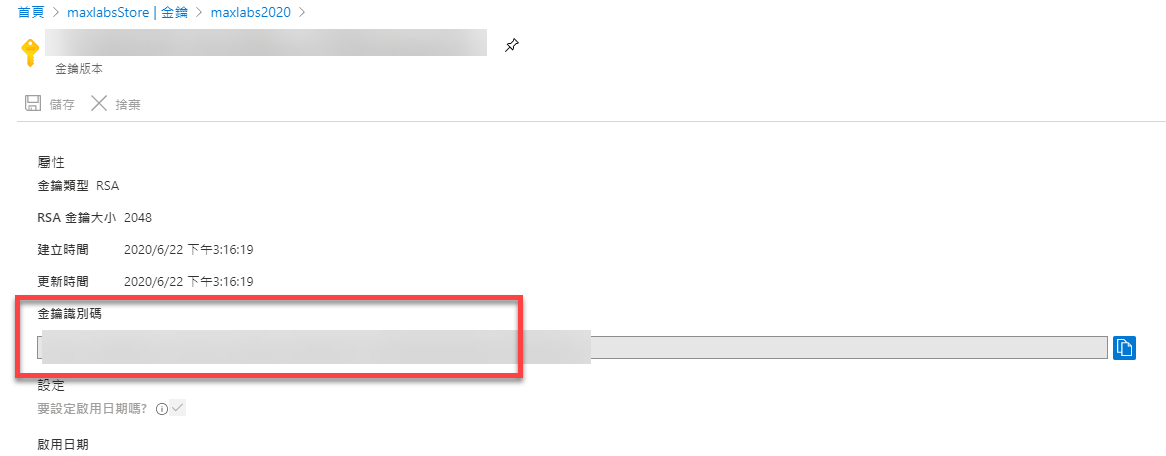 首頁 > maxlabsStore | 金鑰 > maxlabs2020
金鑰版本
儲存 捨棄
屬性
金鑰類型 RSA
RSA 金鑰大小 2048
建立時間 2020/6/22 下午3:16:19
更新時間 2020/6/22 下午3:16:19
金鑰識別碼
設定
要設定啟用日期嗎?
啟用日期